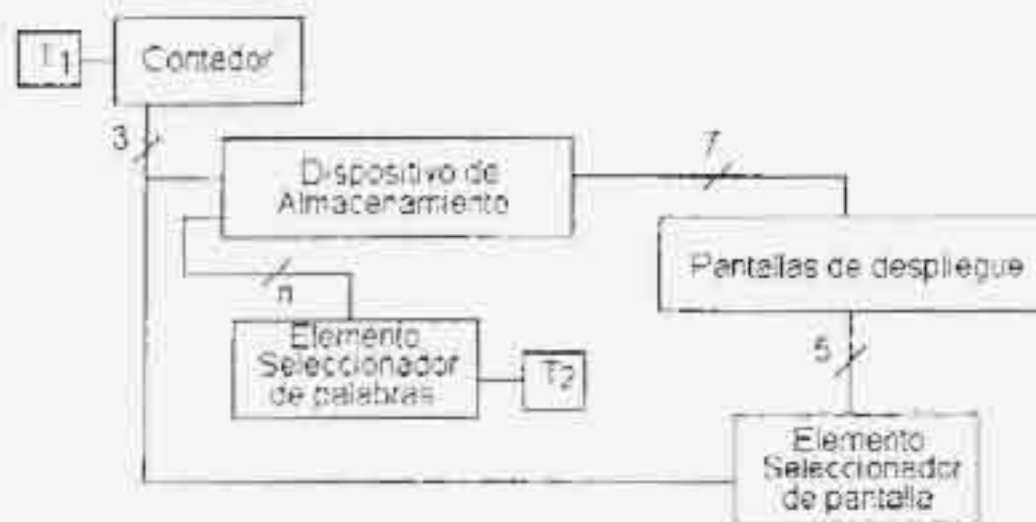 T1
Contador
3
Dispositivo de
Almacenamiento
7
Pantallas de despliegue
n
Elemento
Seleccionador
de palabras
T2
5
Elemento
Seleccionador
de pantalla